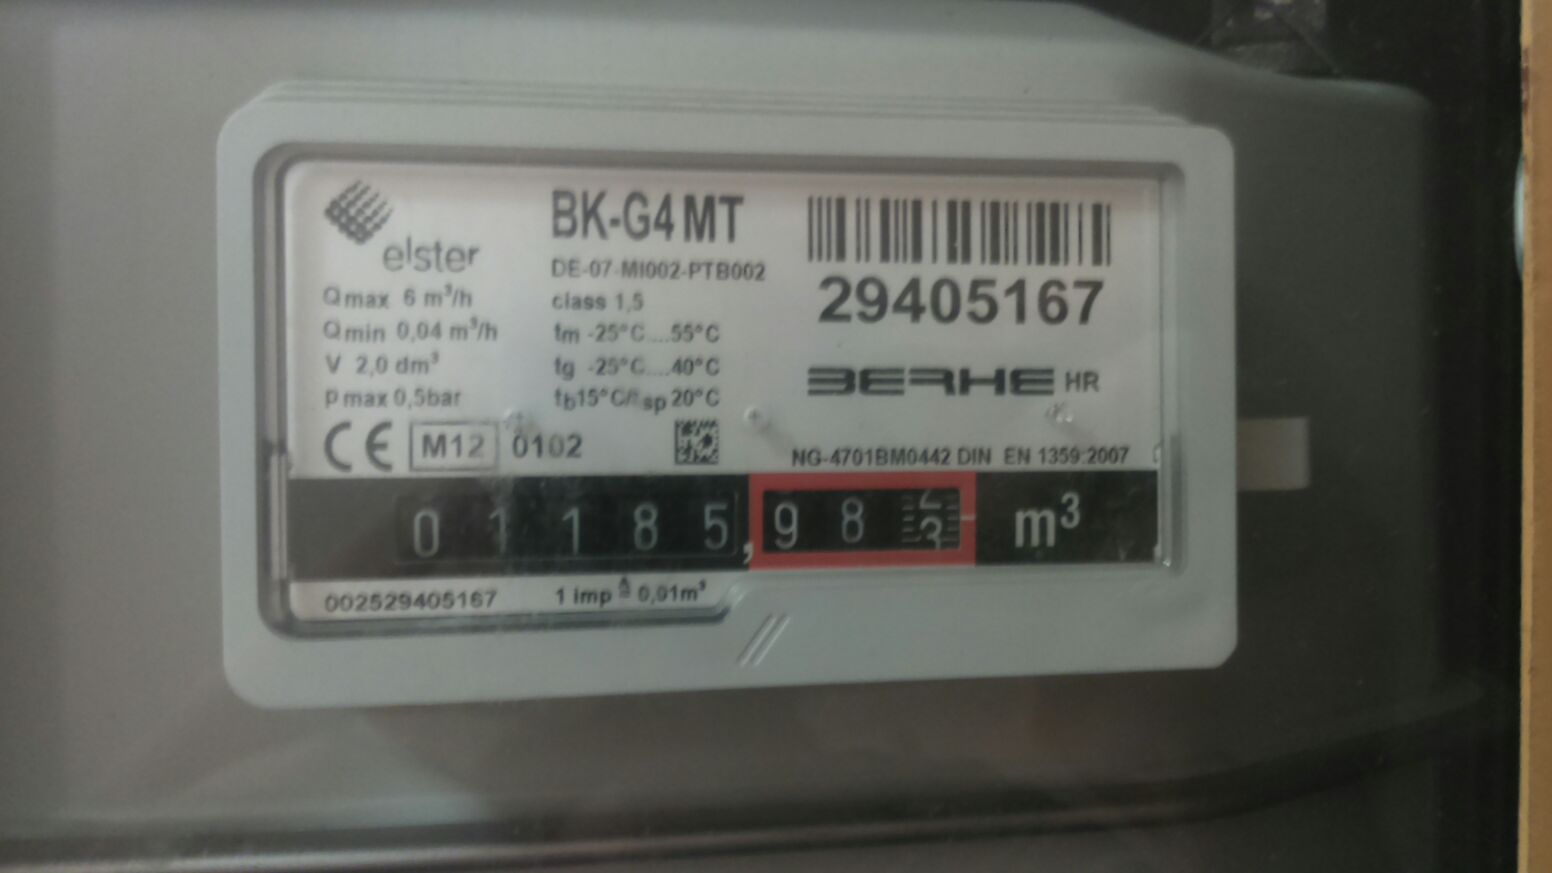 elster
BK-G4 MT
DE-07-MI002-PTB002
29405167
Qmax 6 m³/h
class 1,5
Qmin 0,04 m³/h
tm -25°C....55°C
V 2,0 dm³
tg -25°C....40°C
BERHE HR
pmax 0,5bar
tb15°C/tsp 20°C
CE M12 0102
NG-4701BM0442 DIN EN 1359:2007
0 1 1 8 5 , 9 8 2 3 m³
002529405167
1 imp ≙ 0,01m³